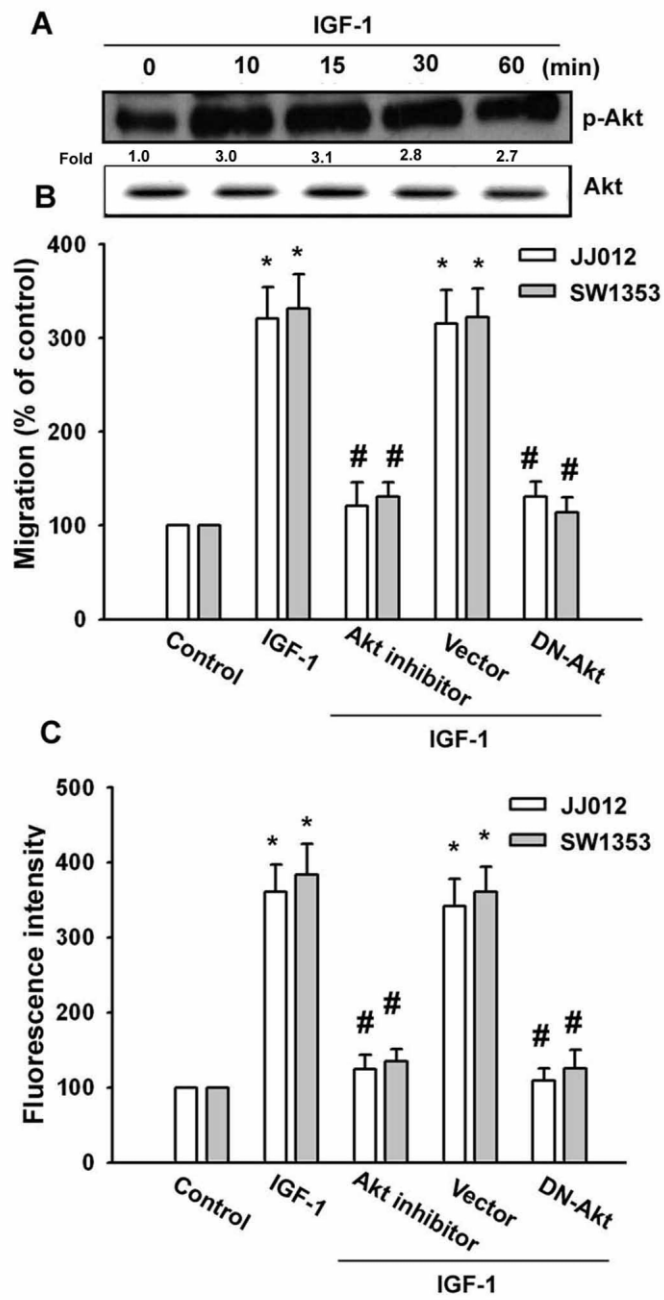 A
IGF-1
0 10 15 30 60 (min)
p-Akt
Fold 1.0 3.0 3.1 2.8 2.7
Akt
B
400
300
200
100
0
Migration (% of control)
* * * *
# # # #
JJ012
SW1353
Control IGF-1 Akt inhibitor Vector DN-Akt
IGF-1
C
500
400
300
200
100
0
Fluorescence intensity
* * * *
# # # #
JJ012
SW1353
Control IGF-1 Akt inhibitor Vector DN-Akt
IGF-1